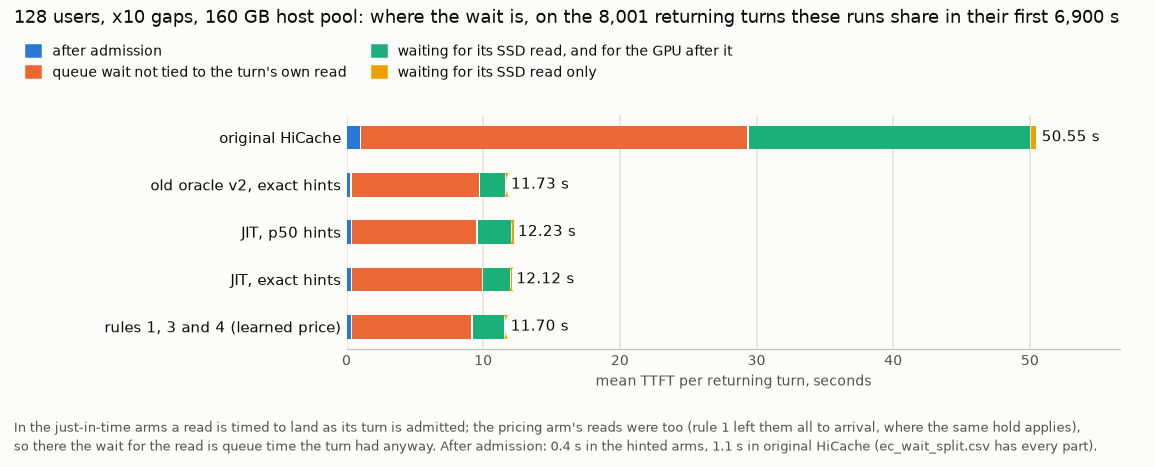 128 users, x10 gaps, 160 GB host pool: where the wait is, on the 8,001 returning turns these runs share in their first 6,900 s
after admission
waiting for its SSD read, and for the GPU after it
queue wait not tied to the turn's own read
waiting for its SSD read only
original HiCache
50.55 s
old oracle v2, exact hints
11.73 s
JIT, p50 hints
12.23 s
JIT, exact hints
12.12 s
rules 1, 3 and 4 (learned price)
11.70 s
0 10 20 30 40 50
mean TTFT per returning turn, seconds
In the just-in-time arms a read is timed to land as its turn is admitted; the pricing arm's reads were too (rule 1 left them all to arrival, where the same hold applies),
so there the wait for the read is queue time the turn had anyway. After admission: 0.4 s in the hinted arms, 1.1 s in original HiCache (ec_wait_split.csv has every part).